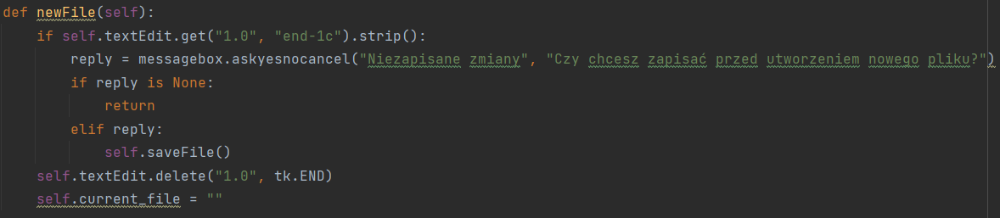 def newFile(self):
    if self.textEdit.get("1.0", "end-1c").strip():
        reply = messagebox.askyesnocancel("Niezapisane zmiany", "Czy chcesz zapisać przed utworzeniem nowego pliku?")
        if reply is None:
            return
        elif reply:
            self.saveFile()
    self.textEdit.delete("1.0", tk.END)
    self.current_file = ""